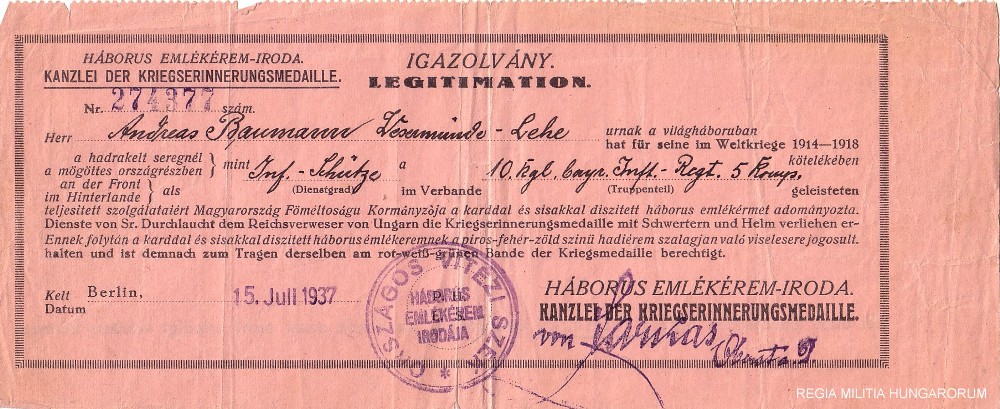 HÁBORUS EMLÉKÉREM-IRODA.
KANZLEI DER KRIEGSERINNERUNGSMEDAILLE.
IGAZOLVÁNY.
LEGITIMATION.
Nr. 274377 szám.
Herr Andreas Baumann Wesermünde - Lehe urnak a világháboruban
hat für seine im Weltkriege 1914—1918
a hadrakelt seregnél
a mögöttes országrészben } mint Inf. - Schütze a 10. kgl. bayr. Inft. - Regt. 5 Komp. kötelékében
an der Front
im Hinterlande } als (Dienstgrad) im Verbande (Truppenteil) geleisteten
teljesitett szolgálataiért Magyarország Föméltoságu Kormányzója a karddal és sisakkal diszitett háborus emlékérmet adományozta.
Dienste von Sr. Durchlaucht dem Reichsverweser von Ungarn die Kriegserinnerungsmedaille mit Schwertern und Helm verliehen er-
Ennek folytán a karddal és sisakkal diszitett háborus emlékeremnek a piros-fehér-zöld szinü hadiérem szalagjan való viselesere jogosult.
halten und ist demnach zum Tragen derselben am rot-weiß-grünen Bande der Kriegsmedaille berechtigt.
Kelt Berlin, 15. Juli 1937
Datum
ORSZÁGOS VITÉZI SZÉK
HÁBORÚS
EMLÉKÉREM
IRODÁJA
HÁBORUS EMLÉKÉREM-IRODA.
KANZLEI DER KRIEGSERINNERUNGSMEDAILLE.
von
REGIA MILITIA HUNGARORUM